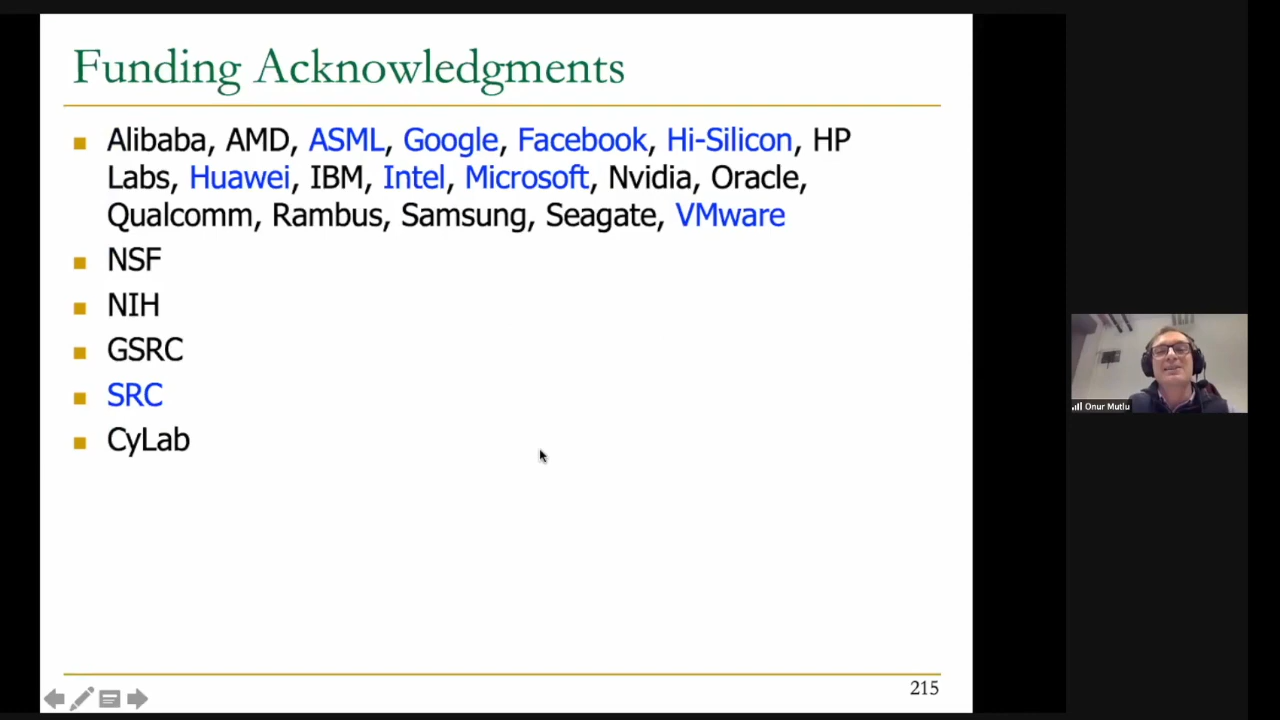 Funding Acknowledgments
Alibaba, AMD, ASML, Google, Facebook, Hi-Silicon, HP
Labs, Huawei, IBM, Intel, Microsoft, Nvidia, Oracle,
Qualcomm, Rambus, Samsung, Seagate, VMware
NSF
NIH
GSRC
SRC
CyLab
Onur Mutlu
215